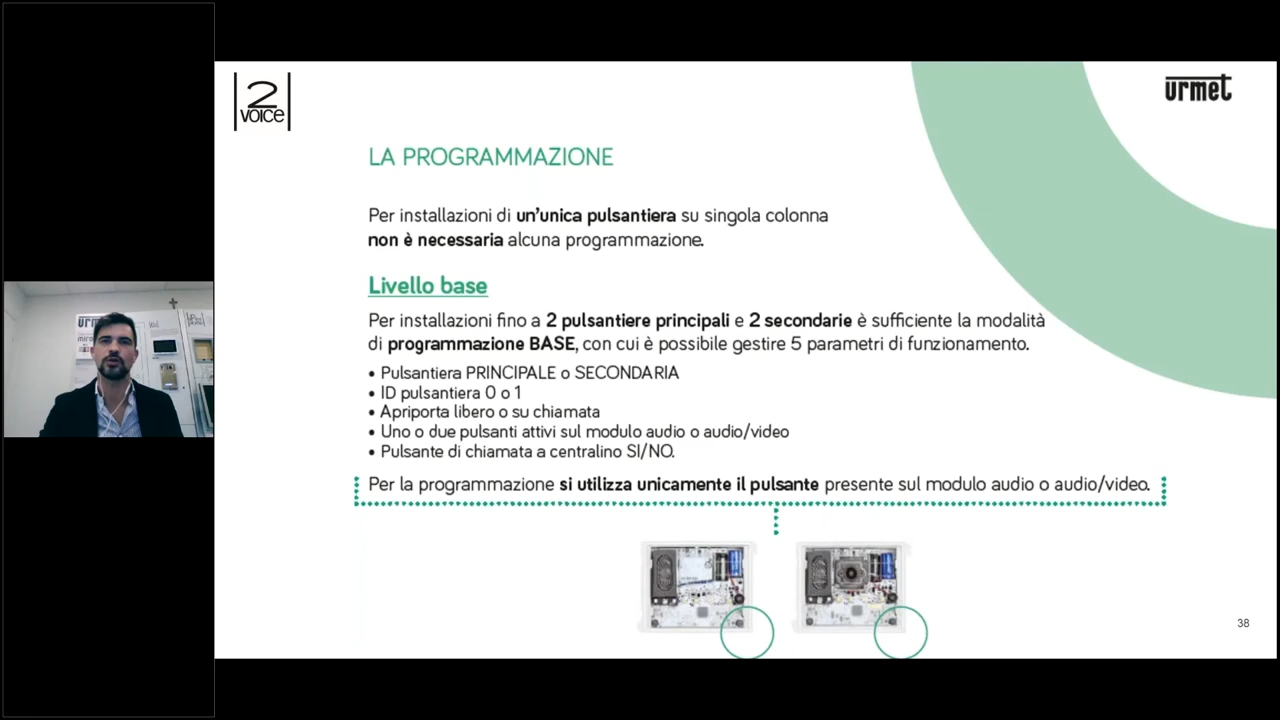 2
VOICE
urmet
LA PROGRAMMAZIONE
Per installazioni di un'unica pulsantiera su singola colonna
non è necessaria alcuna programmazione.
Livello base
Per installazioni fino a 2 pulsantiere principali e 2 secondarie è sufficiente la modalità
di programmazione BASE, con cui è possibile gestire 5 parametri di funzionamento.
• Pulsantiera PRINCIPALE o SECONDARIA
• ID pulsantiera 0 o 1
• Apriporta libero o su chiamata
• Uno o due pulsanti attivi sul modulo audio o audio/video
• Pulsante di chiamata a centralino SI/NO.
Per la programmazione si utilizza unicamente il pulsante presente sul modulo audio o audio/video.
38